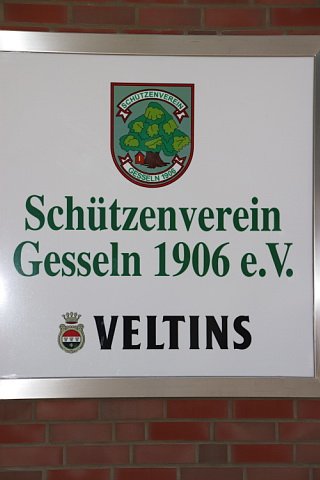 SCHÜTZENVEREIN
GESSELN 1906
Schützenverein
Gesseln 1906 e.V.
VELTINS